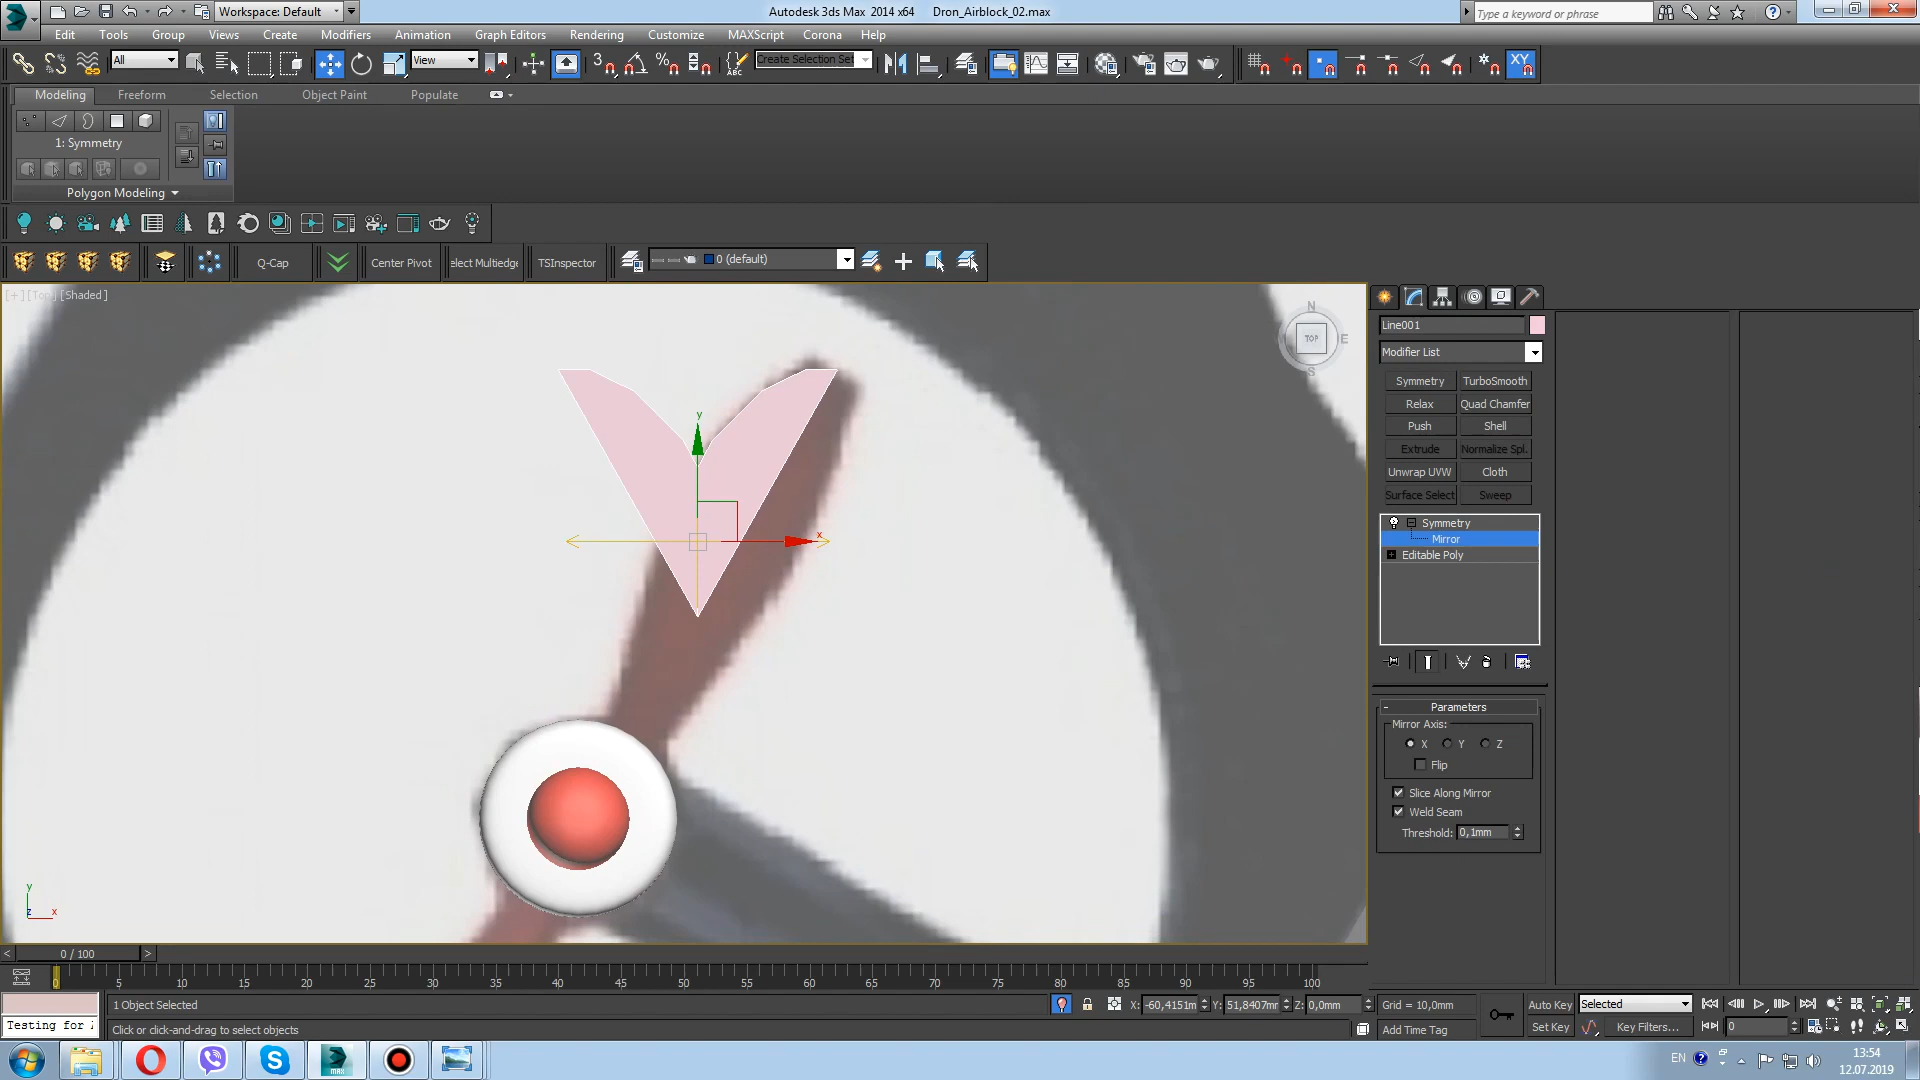 Workspace: Default
Autodesk 3ds Max  2014 x64    Dron_Airblock_02.max
Type a keyword or phrase
Edit Tools Group Views Create Modifiers Animation Graph Editors Rendering Customize MAXScript Corona Help
All
View
3
ABC
Create Selection Set
XY
Modeling Freeform Selection Object Paint Populate
1: Symmetry
Polygon Modeling
Q-Cap
Center Pivot
elect Multiedge
TSInspector
0 (default)
[+] [Top] [Shaded ]
N
TOP
E
S
y
x
y
z
x
Line001
Modifier List
Symmetry TurboSmooth
Relax Quad Chamfer
Push Shell
Extrude Normalize Spl.
Unwrap UVW Cloth
Surface Select Sweep
Symmetry
Mirror
Editable Poly
Parameters
Mirror Axis:
X Y Z
Flip
Slice Along Mirror
Weld Seam
Threshold: 0,1mm
< 0 / 100 >
0 5 10 15 20 25 30 35 40 45 50 55 60 65 70 75 80 85 90 95 100
1 Object Selected
X: -60,4151m Y: 51,8407mm Z: 0,0mm
Grid = 10,0mm
Auto Key Selected
Testing for
Click or click-and-drag to select objects
Add Time Tag
Set Key Key Filters... 0
MAX
EN
13:54
12.07.2019